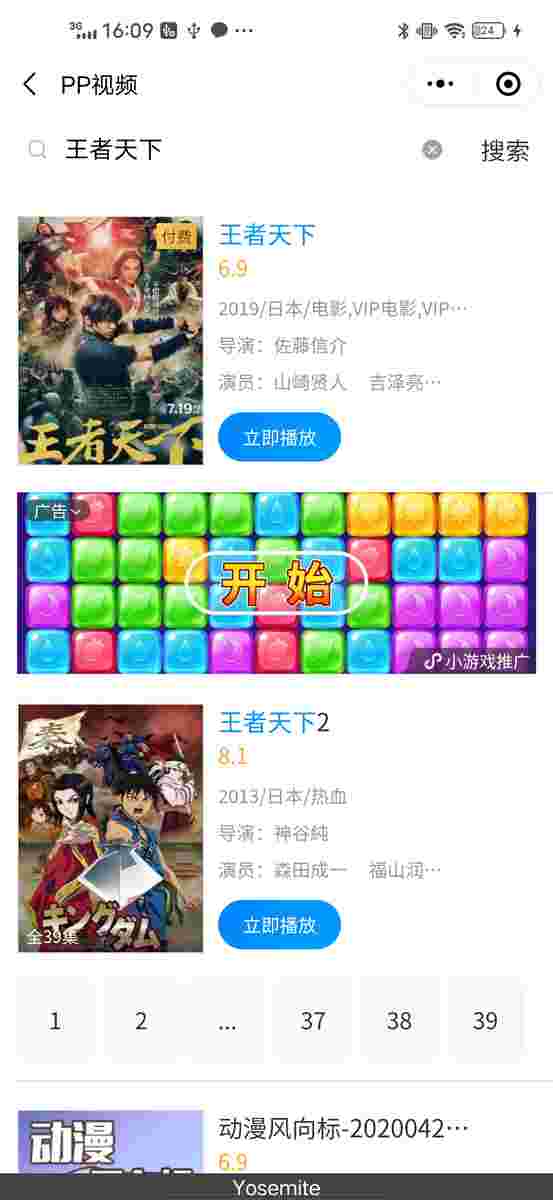 3G 16:09 ··· 24
PP视频
王者天下
搜索
付费
7.19
王者天下
王者天下
6.9
2019/日本/电影,VIP电影,VIP···
导演：佐藤信介
演员：山崎贤人 吉泽亮···
立即播放
广告
开始
小游戏推广
秦
キングダム
全39集
王者天下2
8.1
2013/日本/热血
导演：神谷純
演员：森田成一 福山润···
立即播放
1 2 ... 37 38 39
动漫
动漫风向标-2020042···
6.9
Yosemite